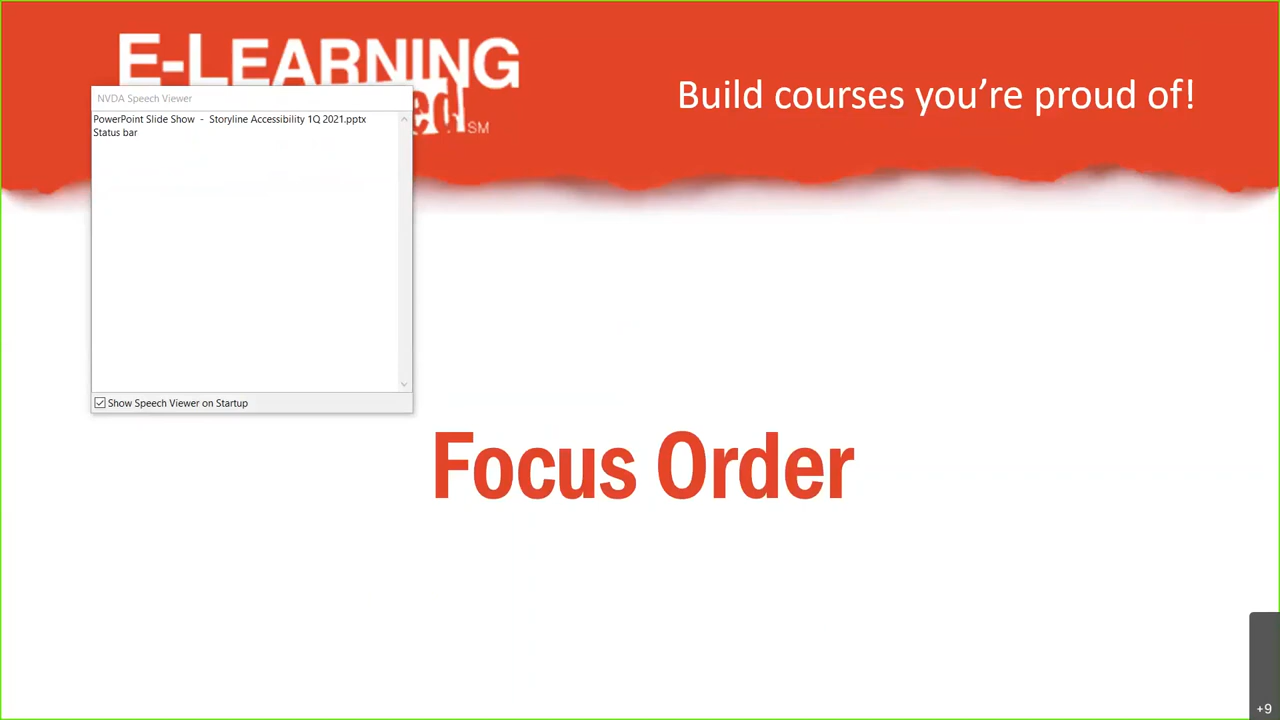 E-LEARNING
SM
Build courses you’re proud of!
NVDA Speech Viewer
PowerPoint Slide Show - Storyline Accessibility 1Q 2021.pptx
Status bar
Show Speech Viewer on Startup
Focus Order
+9